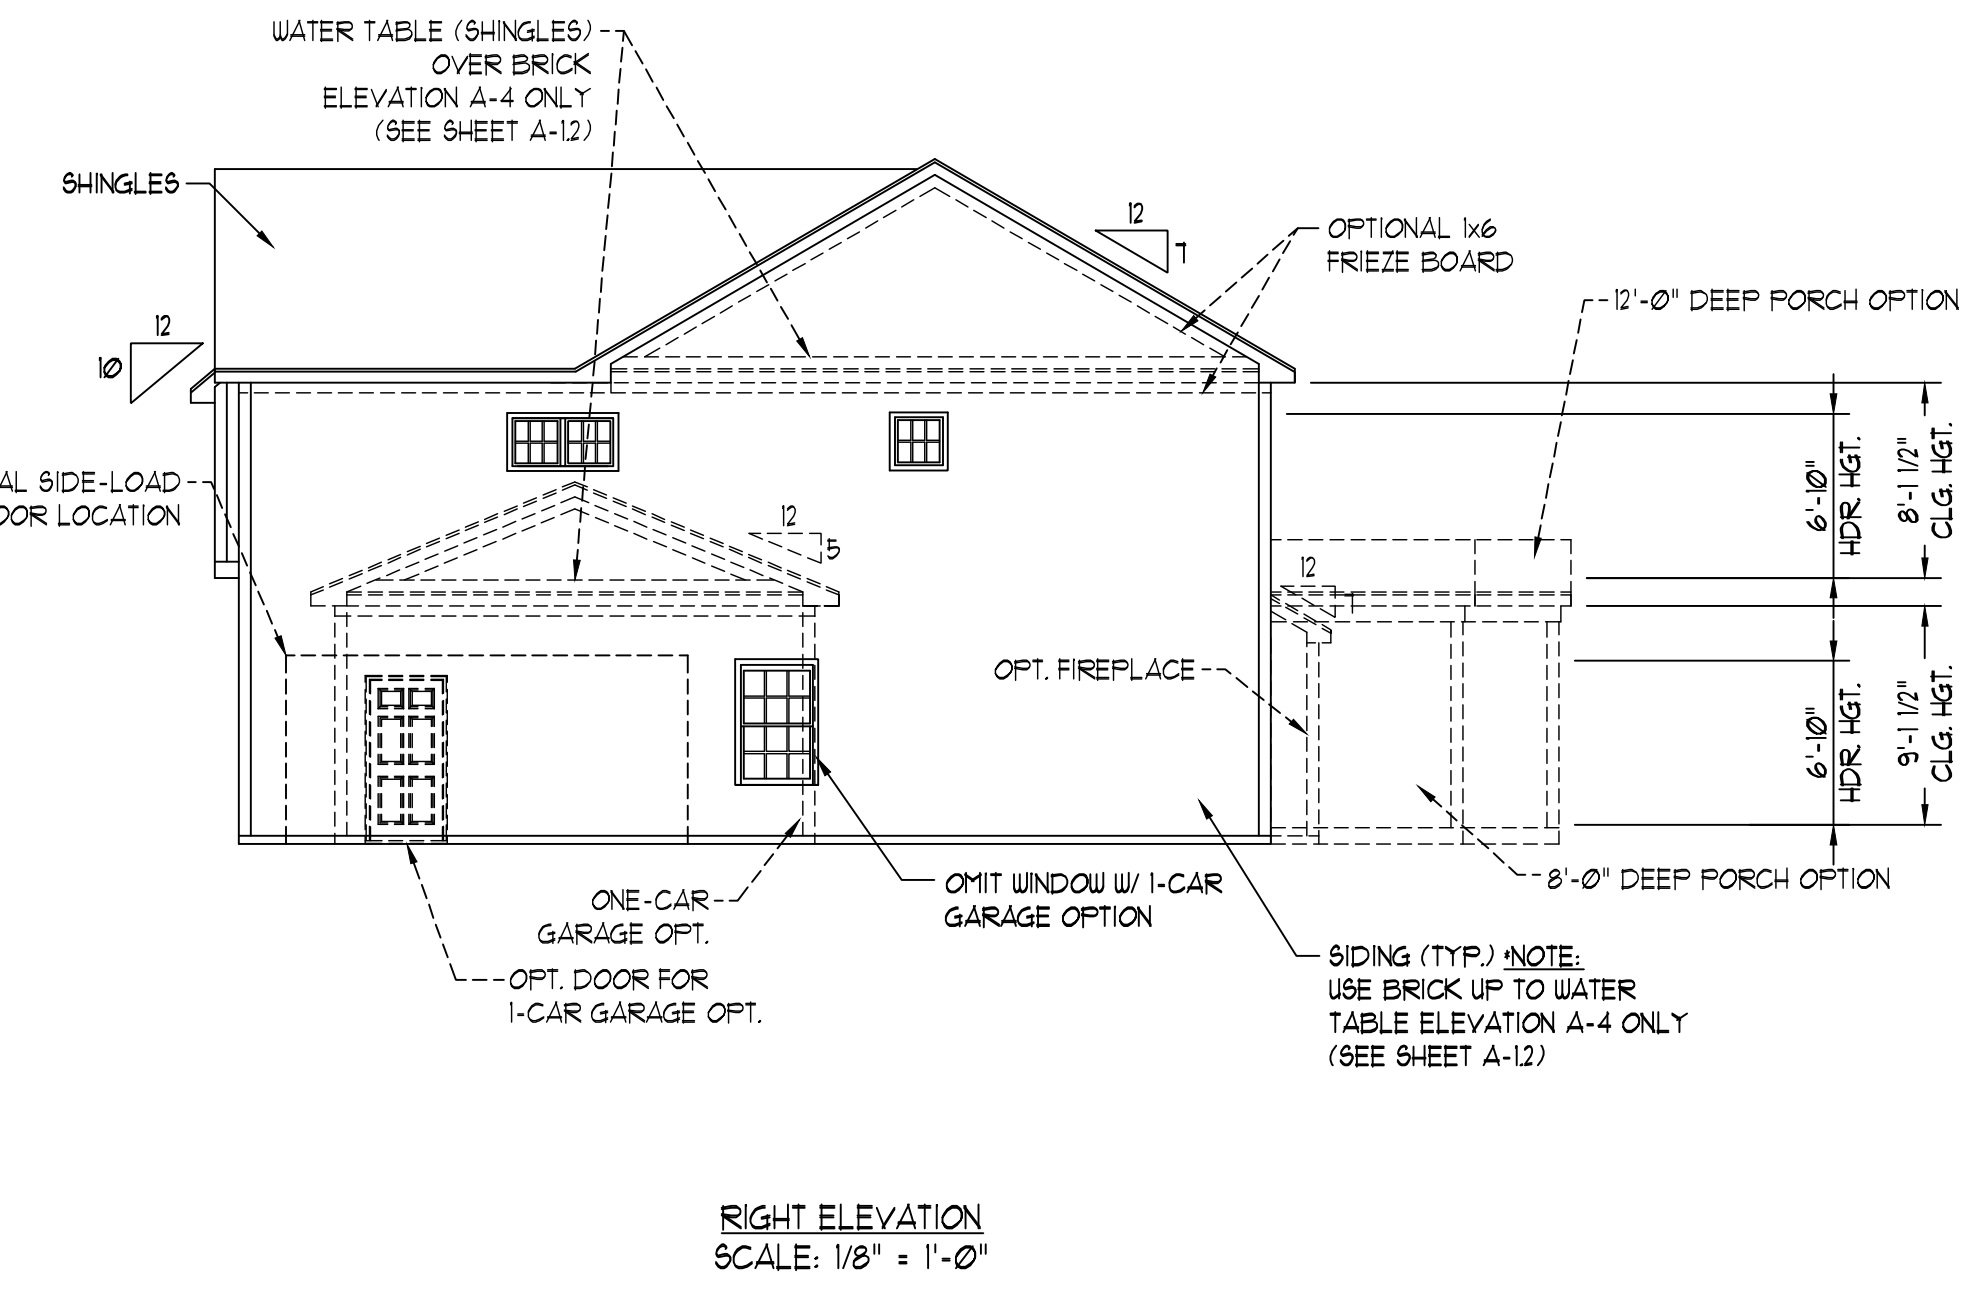 WATER TABLE (SHINGLES)
OVER BRICK
ELEVATION A-4 ONLY
(SEE SHEET A-1.2)
SHINGLES
12
7
OPTIONAL 1x6
FRIEZE BOARD
12'-0" DEEP PORCH OPTION
12
10
AL SIDE-LOAD
OOR LOCATION
6'-10"
HDR. HGT.
8'-1 1/2"
CLG. HGT.
12
5
12
7
OPT. FIREPLACE
6'-10"
HDR. HGT.
9'-1 1/2"
CLG. HGT.
8'-0" DEEP PORCH OPTION
OMIT WINDOW W/ 1-CAR
GARAGE OPTION
ONE-CAR
GARAGE OPT.
OPT. DOOR FOR
1-CAR GARAGE OPT.
SIDING (TYP.) *NOTE:
USE BRICK UP TO WATER
TABLE ELEVATION A-4 ONLY
(SEE SHEET A-1.2)
RIGHT ELEVATION
SCALE: 1/8" = 1'-0"